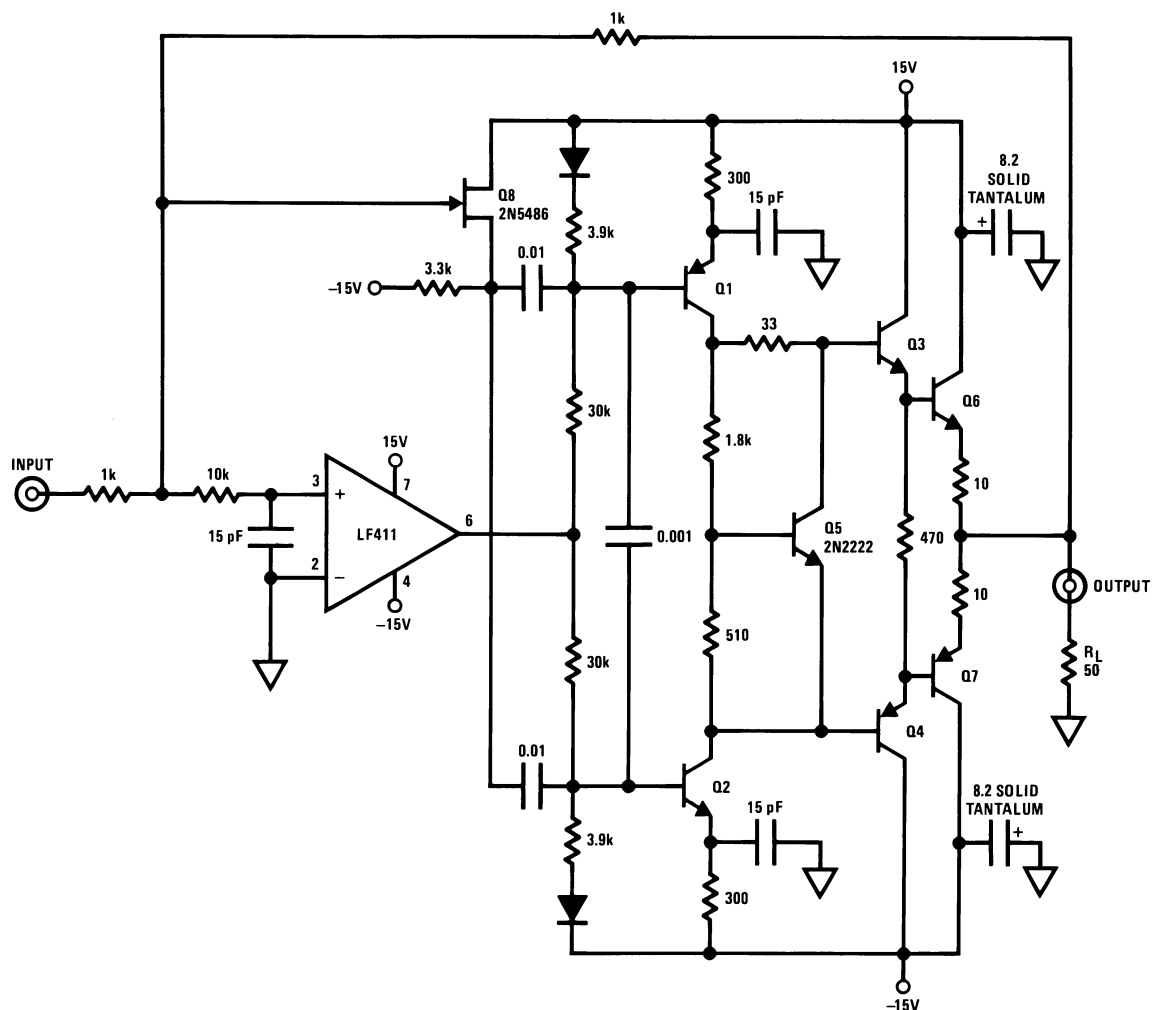 1k
15V
8.2
SOLID
TANTALUM
+
300
15 pF
Q8
2N5486
3.9k
0.01
3.3k
–15V
Q1
33
Q3
Q6
30k
1.8k
10
INPUT
1k
10k
15V
7
3
+
LF411
6
15 pF
2
–
4
–15V
0.001
Q5
2N2222
470
10
OUTPUT
510
30k
RL
50
Q7
Q4
0.01
Q2
15 pF
8.2 SOLID
TANTALUM
+
3.9k
300
–15V